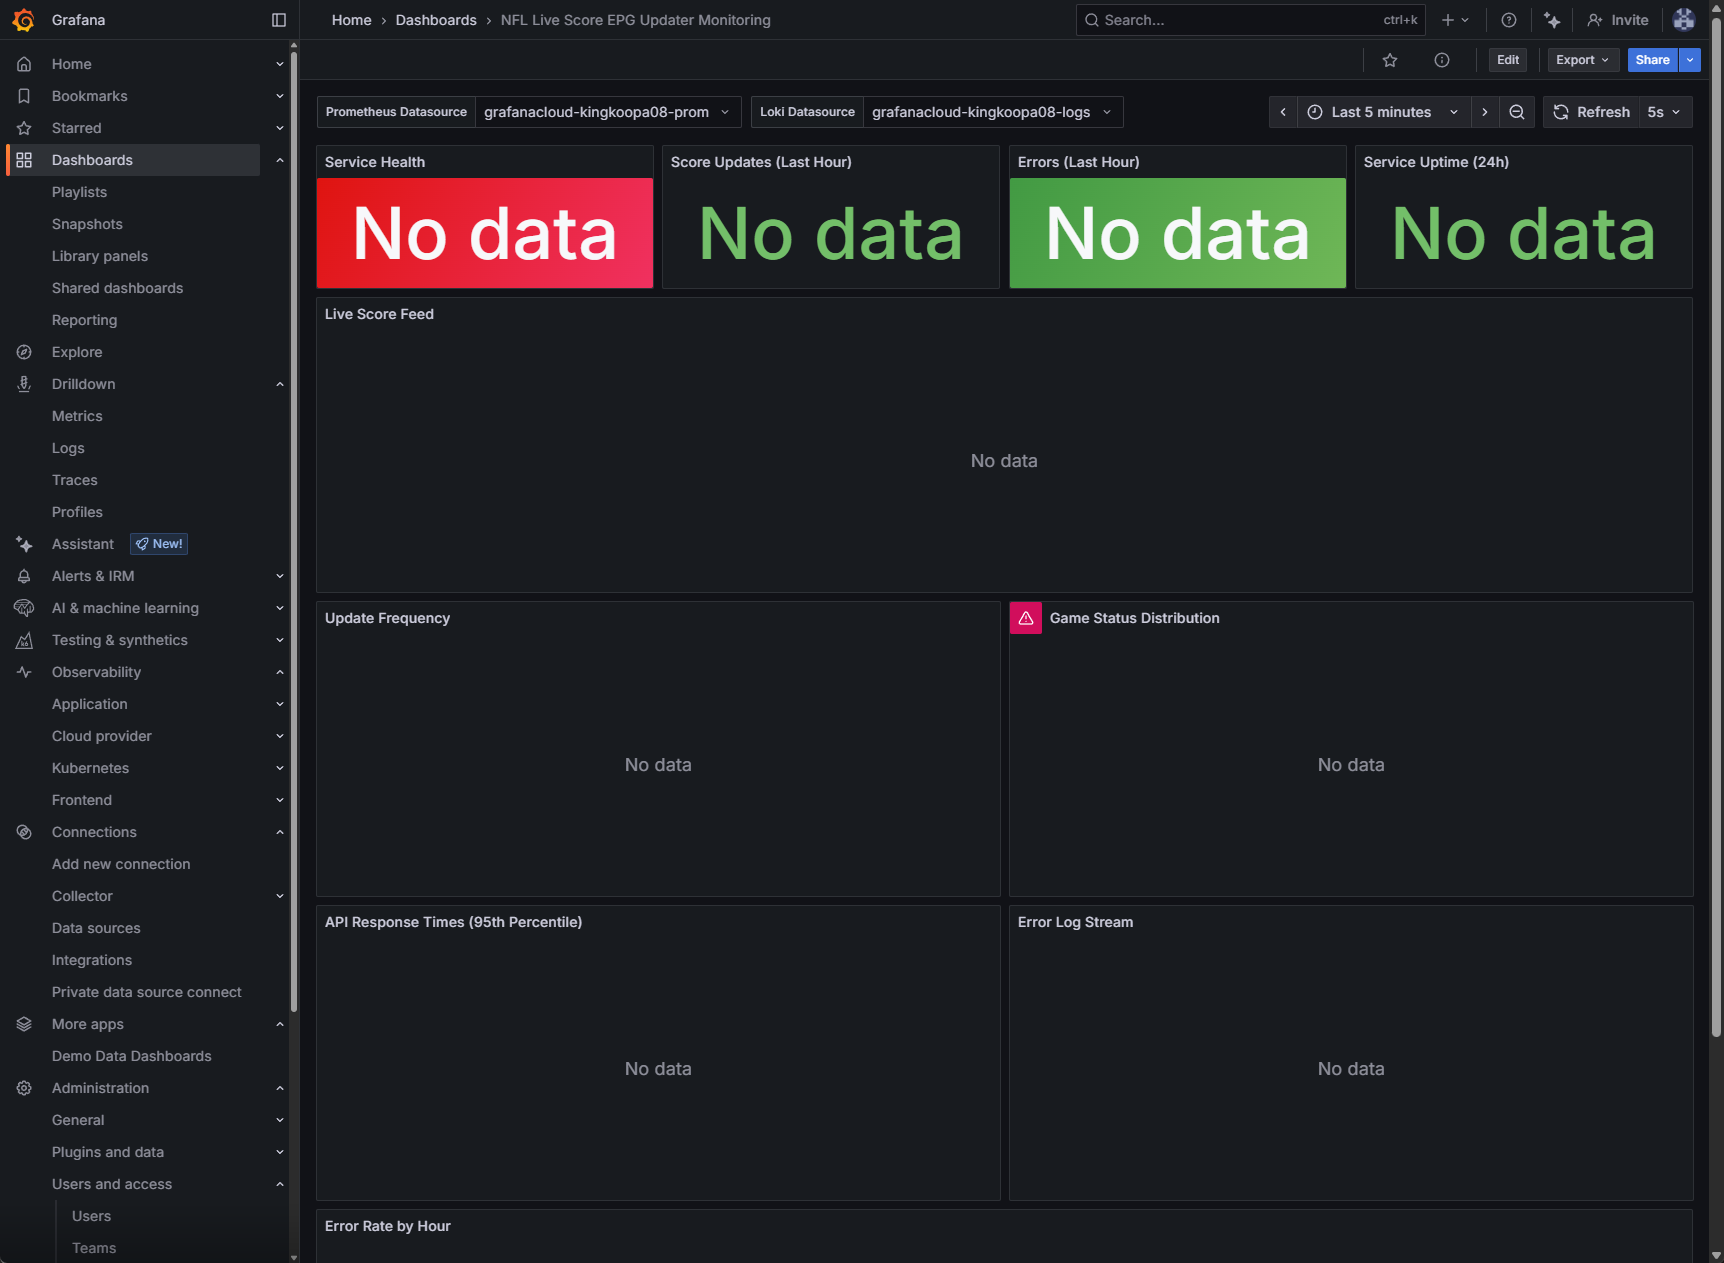 Grafana
Home › Dashboards › NFL Live Score EPG Updater Monitoring
Search...
ctrl+k
Invite
Edit
Export
Share
Home
Bookmarks
Starred
Dashboards
Playlists
Snapshots
Library panels
Shared dashboards
Reporting
Explore
Drilldown
Metrics
Logs
Traces
Profiles
Assistant
New!
Alerts & IRM
AI & machine learning
Testing & synthetics
Observability
Application
Cloud provider
Kubernetes
Frontend
Connections
Add new connection
Collector
Data sources
Integrations
Private data source connect
More apps
Demo Data Dashboards
Administration
General
Plugins and data
Users and access
Users
Teams
Prometheus Datasource
grafanacloud-kingkoopa08-prom
Loki Datasource
grafanacloud-kingkoopa08-logs
Last 5 minutes
Refresh
5s
Service Health
No data
Score Updates (Last Hour)
No data
Errors (Last Hour)
No data
Service Uptime (24h)
No data
Live Score Feed
No data
Update Frequency
No data
Game Status Distribution
No data
API Response Times (95th Percentile)
No data
Error Log Stream
No data
Error Rate by Hour